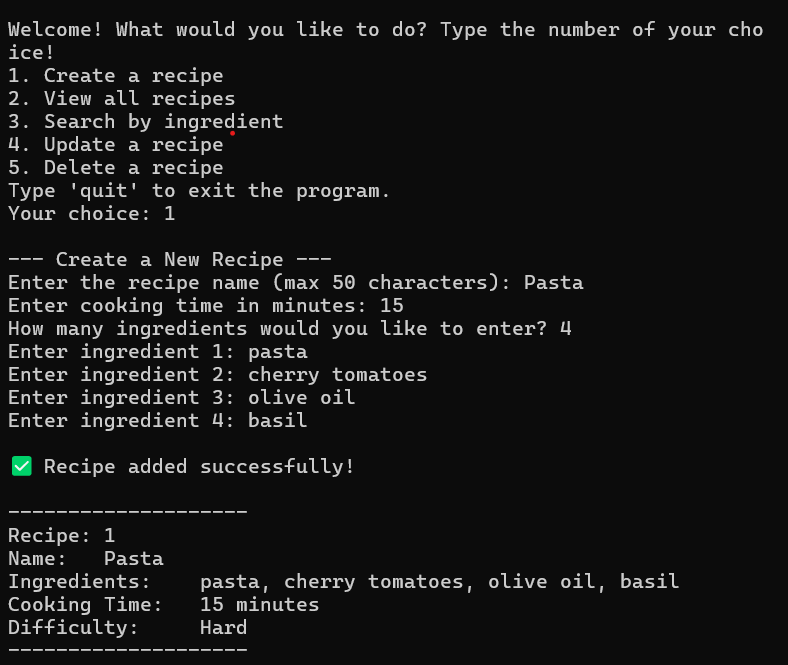 Welcome! What would you like to do? Type the number of your cho
ice!
1. Create a recipe
2. View all recipes
3. Search by ingredient
4. Update a recipe
5. Delete a recipe
Type 'quit' to exit the program.
Your choice: 1
--- Create a New Recipe ---
Enter the recipe name (max 50 characters): Pasta
Enter cooking time in minutes: 15
How many ingredients would you like to enter? 4
Enter ingredient 1: pasta
Enter ingredient 2: cherry tomatoes
Enter ingredient 3: olive oil
Enter ingredient 4: basil
✅ Recipe added successfully!
--------------------
Recipe: 1
Name:   Pasta
Ingredients:    pasta, cherry tomatoes, olive oil, basil
Cooking Time:   15 minutes
Difficulty:     Hard
--------------------